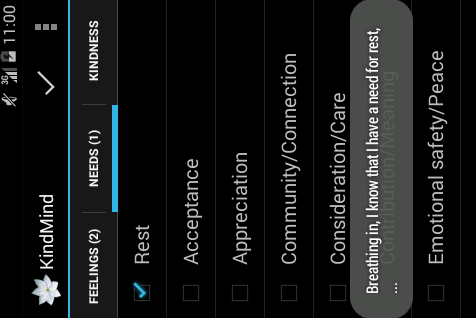 3G 11:00
KindMind
FEELINGS (2) NEEDS (1) KINDNESS
Rest
Acceptance
Appreciation
Community/Connection
Consideration/Care
Breathing in, I know that I have a need for rest,
...
Contribution/Meaning
Emotional safety/Peace